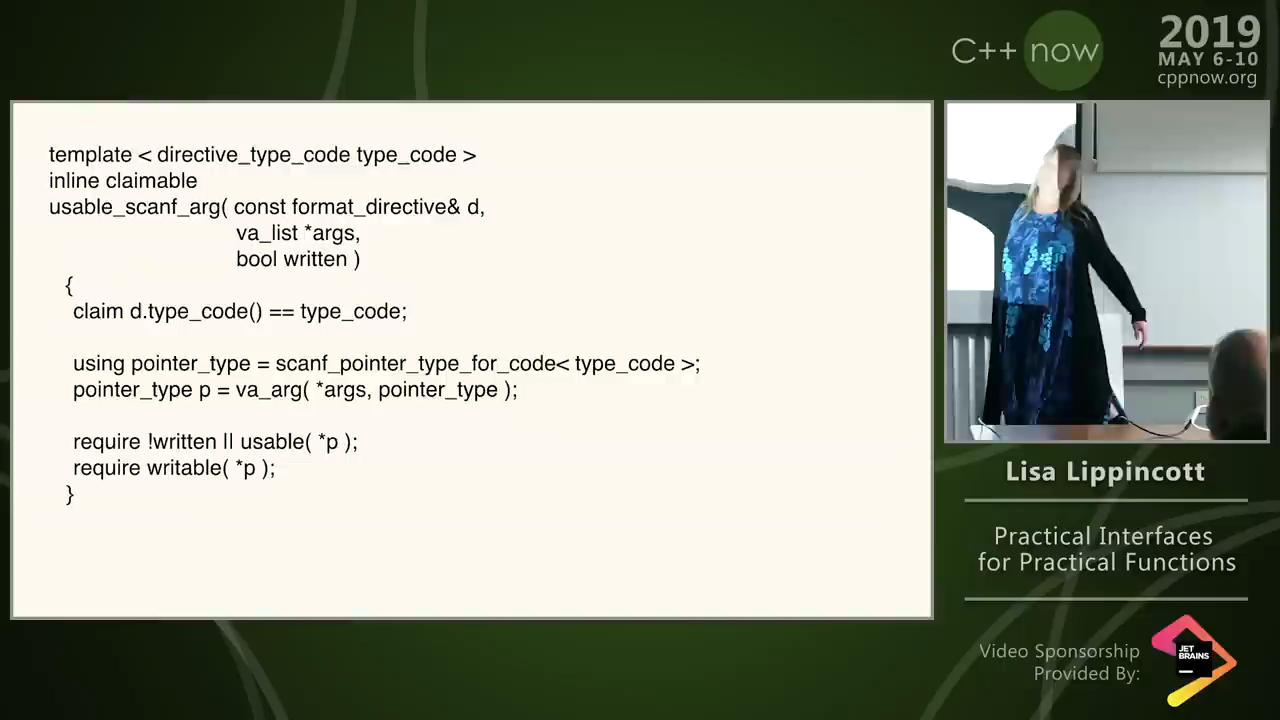 C++ now
2019
MAY 6-10
cppnow.org
template < directive_type_code type_code >
inline claimable
usable_scanf_arg( const format_directive& d,
va_list *args,
bool written )
{
claim d.type_code() == type_code;
using pointer_type = scanf_pointer_type_for_code< type_code >;
pointer_type p = va_arg( *args, pointer_type );
require !written || usable( *p );
require writable( *p );
}
Lisa Lippincott
Practical Interfaces
for Practical Functions
Video Sponsorship
Provided By:
JET
BRAINS